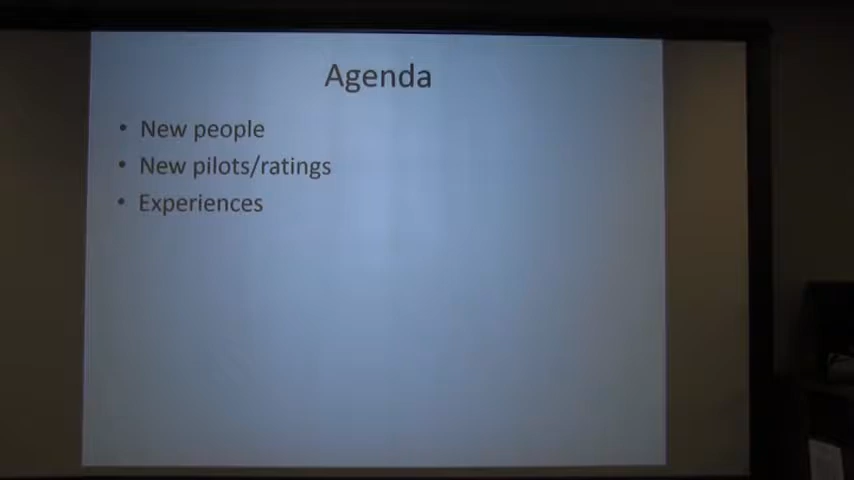 Agenda
• New people
• New pilots/ratings
• Experiences